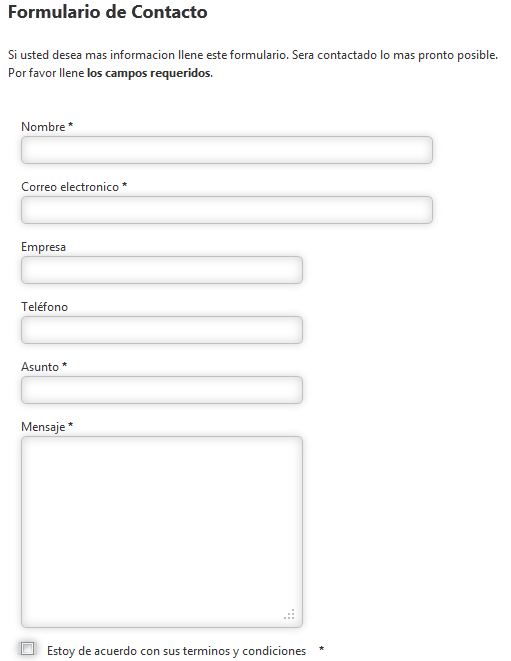 Formulario de Contacto
Si usted desea mas informacion llene este formulario. Sera contactado lo mas pronto posible.
Por favor llene los campos requeridos.
Nombre *
Correo electronico *
Empresa
Teléfono
Asunto *
Mensaje *
Estoy de acuerdo con sus terminos y condiciones *